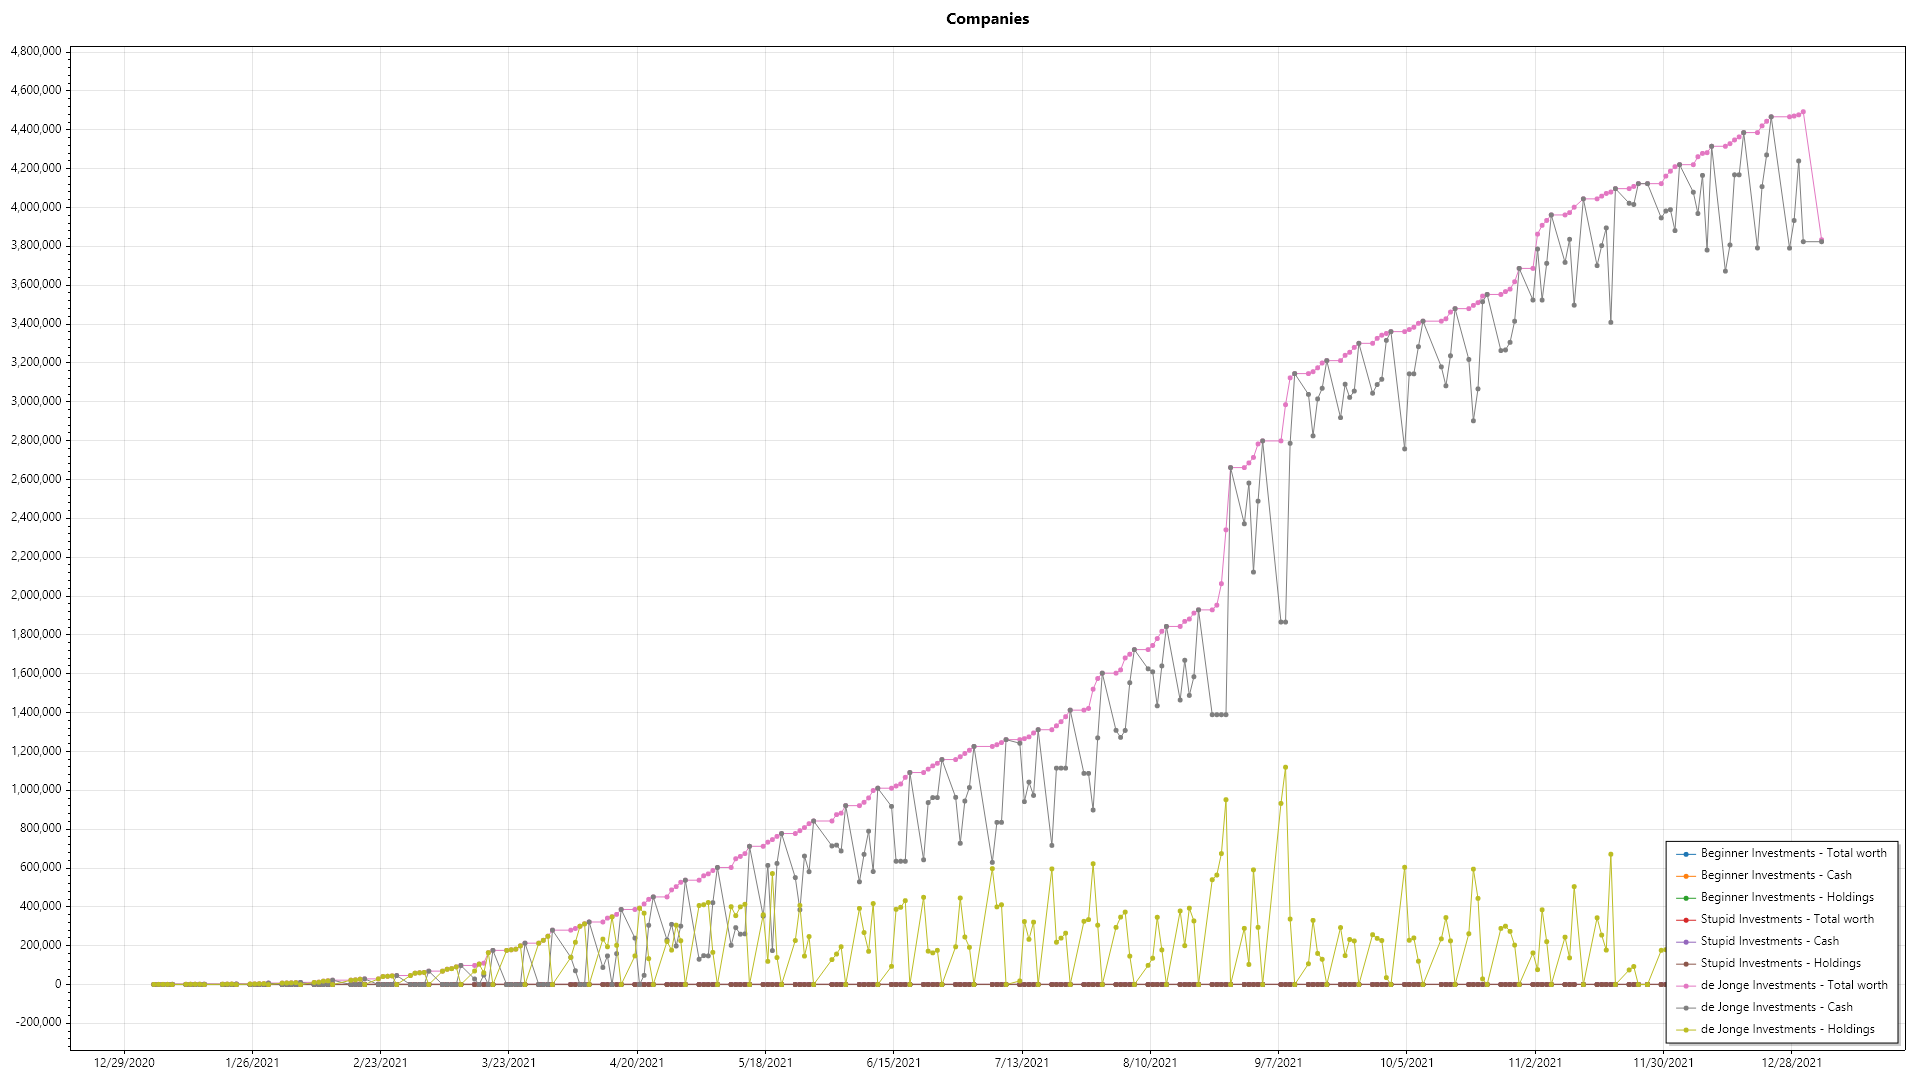 Companies
4,800,000
4,600,000
4,400,000
4,200,000
4,000,000
3,800,000
3,600,000
3,400,000
3,200,000
3,000,000
2,800,000
2,600,000
2,400,000
2,200,000
2,000,000
1,800,000
1,600,000
1,400,000
1,200,000
1,000,000
800,000
600,000
400,000
200,000
0
-200,000
Beginner Investments - Total worth
Beginner Investments - Cash
Beginner Investments - Holdings
Stupid Investments - Total worth
Stupid Investments - Cash
Stupid Investments - Holdings
de Jonge Investments - Total worth
de Jonge Investments - Cash
de Jonge Investments - Holdings
12/29/2020 1/26/2021 2/23/2021 3/23/2021 4/20/2021 5/18/2021 6/15/2021 7/13/2021 8/10/2021 9/7/2021 10/5/2021 11/2/2021 11/30/2021 12/28/2021